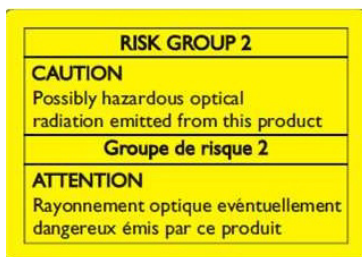 RISK GROUP 2
CAUTION
Possibly hazardous optical
radiation emitted from this product
Groupe de risque 2
ATTENTION
Rayonnement optique evéntuellement
dangereux émis par ce produit